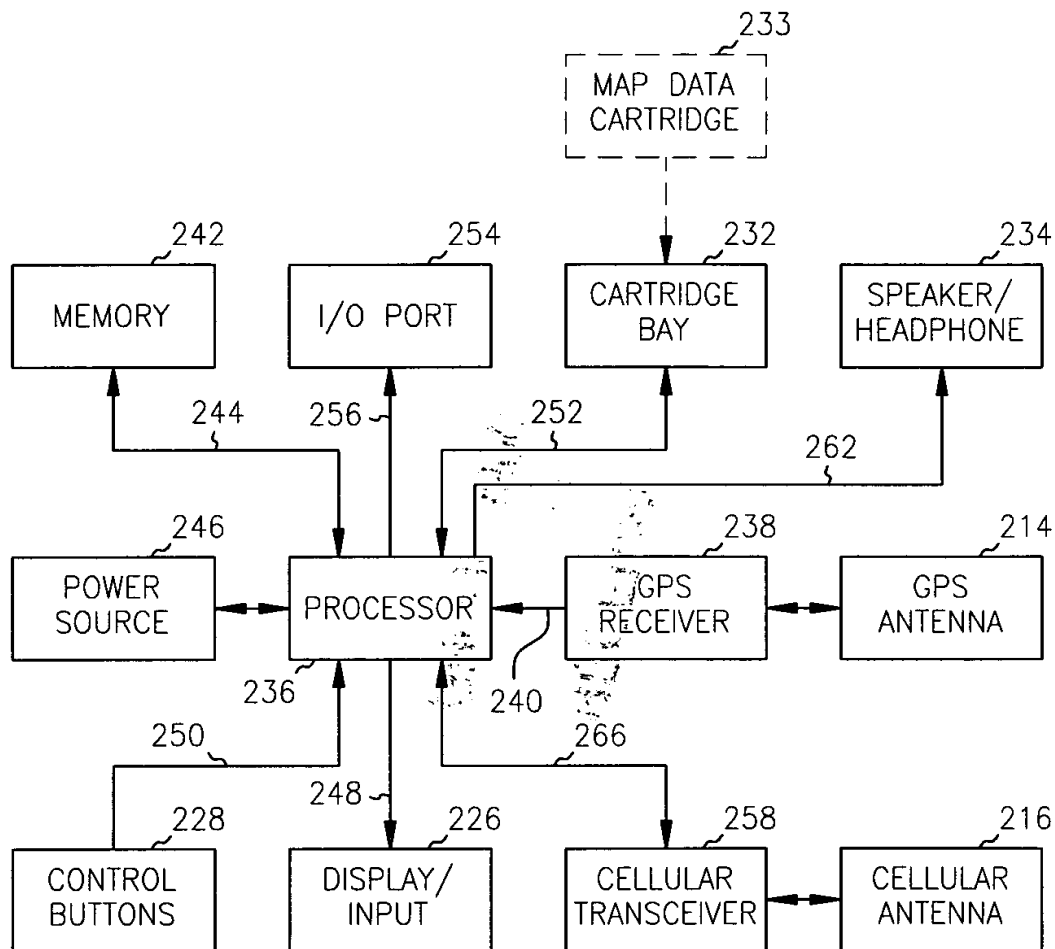 233
MAP DATA
CARTRIDGE
242
254
232
234
MEMORY
I/O PORT
CARTRIDGE
BAY
SPEAKER/
HEADPHONE
244
256
252
262
246
238
214
POWER
SOURCE
PROCESSOR
GPS
RECEIVER
GPS
ANTENNA
236
240
250
266
248
228
226
258
216
CONTROL
BUTTONS
DISPLAY/
INPUT
CELLULAR
TRANSCEIVER
CELLULAR
ANTENNA